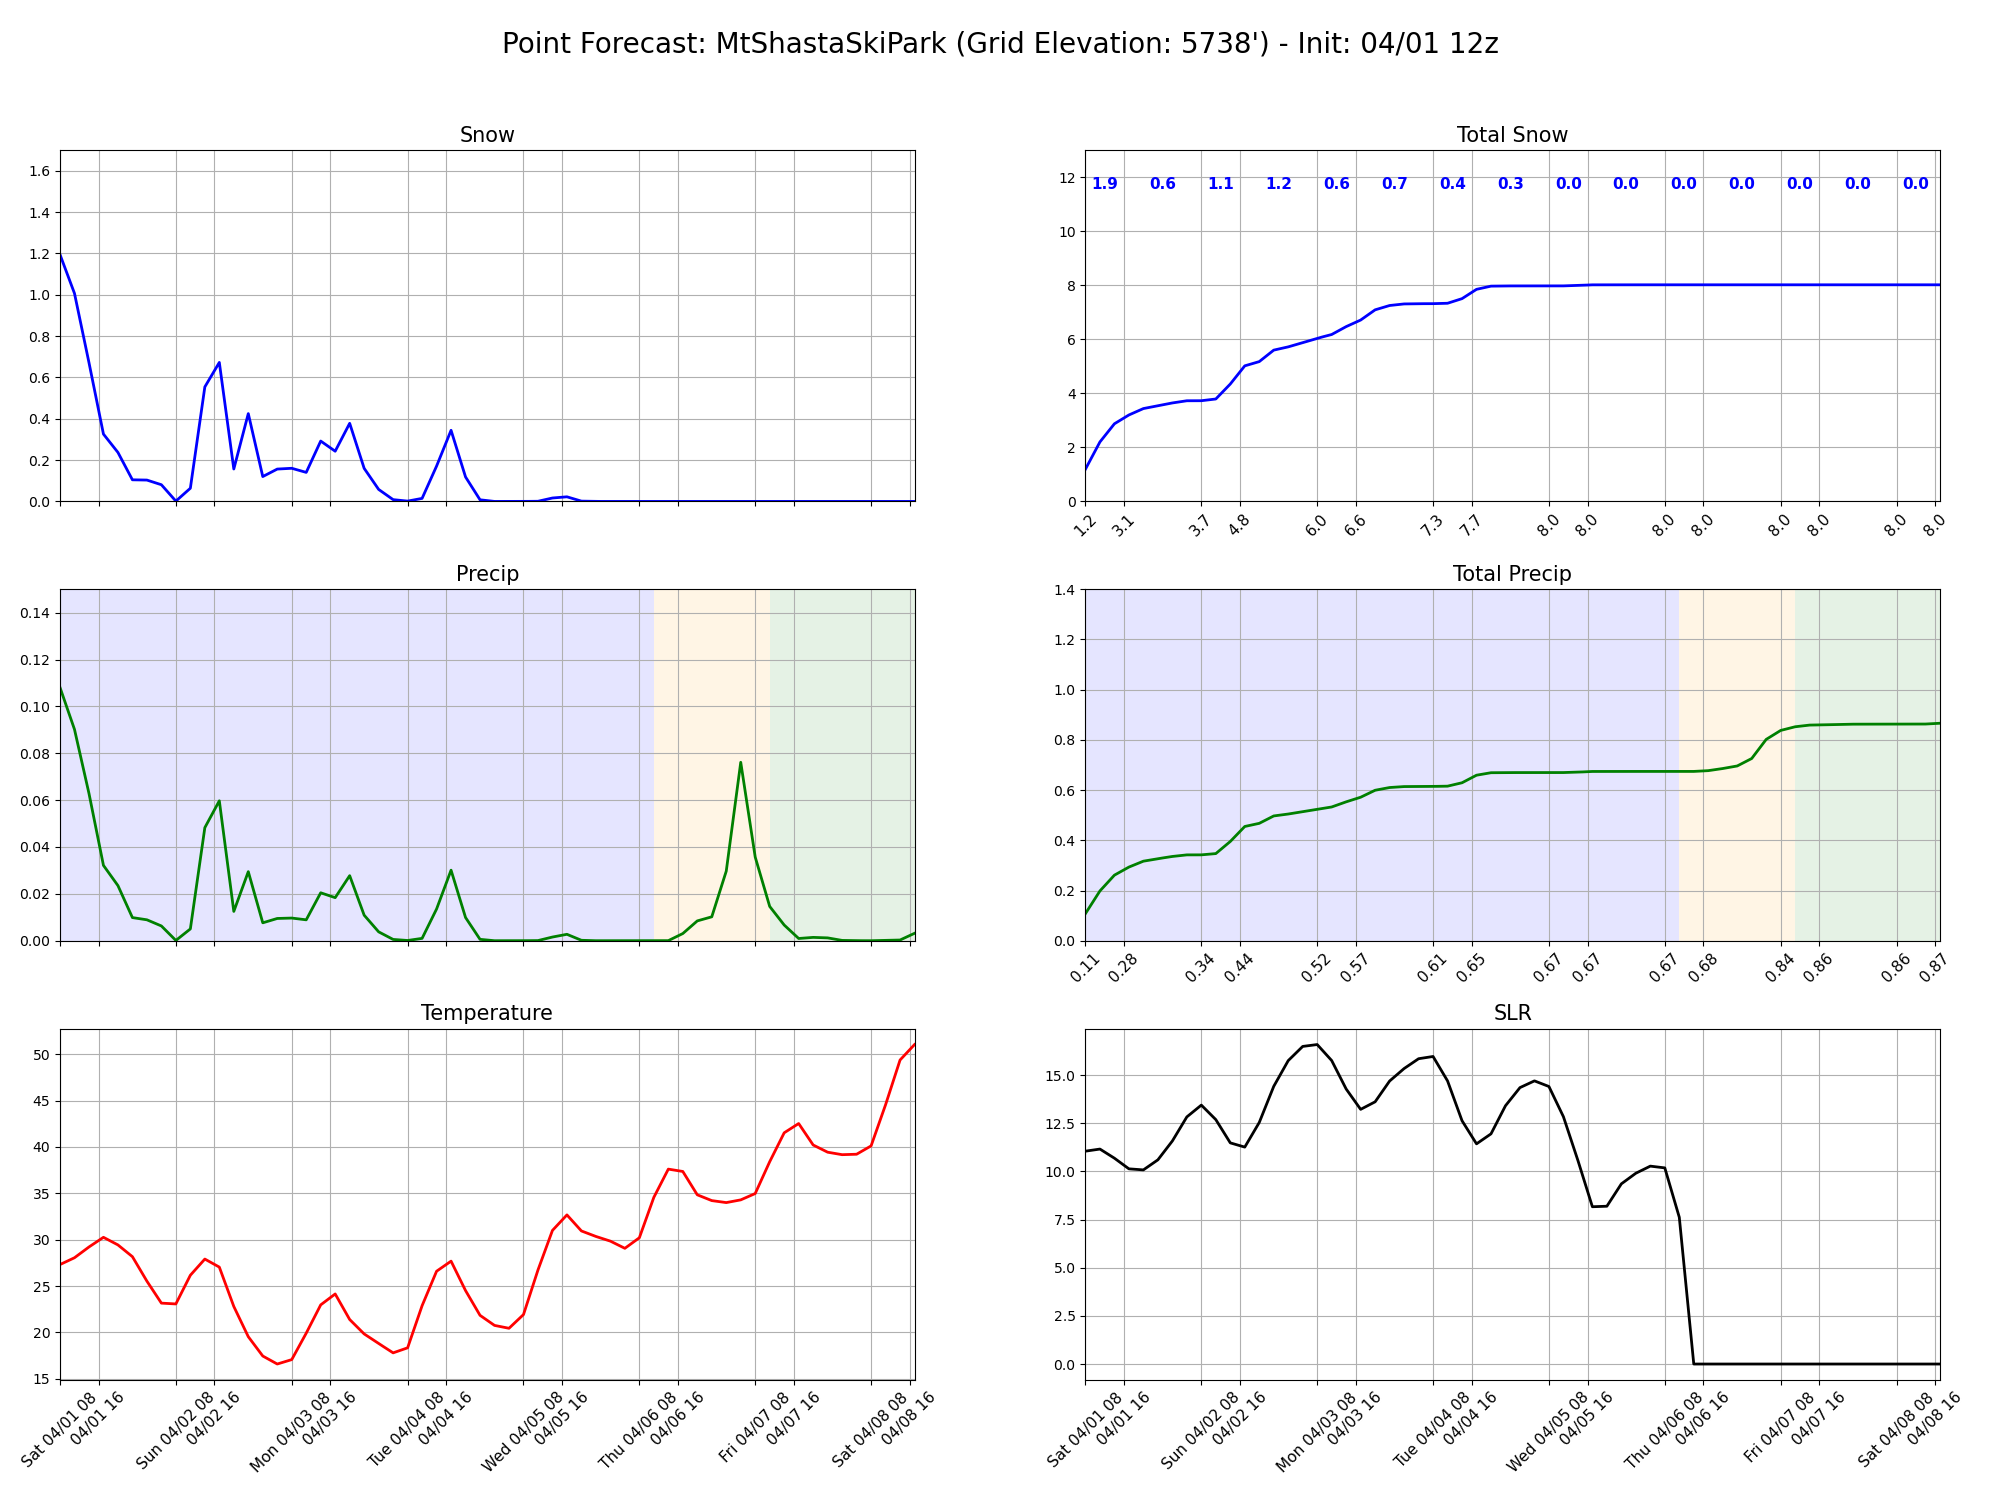 Point Forecast: MtShastaSkiPark (Grid Elevation: 5738') - Init: 04/01 12z
Snow
1.6
1.4
1.2
1.0
0.8
0.6
0.4
0.2
0.0
Total Snow
12
10
8
6
4
2
0
1.9 0.6 1.1 1.2 0.6 0.7 0.4 0.3 0.0 0.0 0.0 0.0 0.0 0.0 0.0
1.2 3.1 3.7 4.8 6.0 6.6 7.3 7.7 8.0 8.0 8.0 8.0 8.0 8.0 8.0 8.0
Precip
0.14
0.12
0.10
0.08
0.06
0.04
0.02
0.00
Total Precip
1.4
1.2
1.0
0.8
0.6
0.4
0.2
0.0
0.11 0.28 0.34 0.44 0.52 0.57 0.61 0.65 0.67 0.67 0.67 0.68 0.84 0.86 0.86 0.87
Temperature
50
45
40
35
30
25
20
15
Sat 04/01 08
04/01 16
Sun 04/02 08
04/02 16
Mon 04/03 08
04/03 16
Tue 04/04 08
04/04 16
Wed 04/05 08
04/05 16
Thu 04/06 08
04/06 16
Fri 04/07 08
04/07 16
Sat 04/08 08
04/08 16
SLR
15.0
12.5
10.0
7.5
5.0
2.5
0.0
Sat 04/01 08
04/01 16
Sun 04/02 08
04/02 16
Mon 04/03 08
04/03 16
Tue 04/04 08
04/04 16
Wed 04/05 08
04/05 16
Thu 04/06 08
04/06 16
Fri 04/07 08
04/07 16
Sat 04/08 08
04/08 16